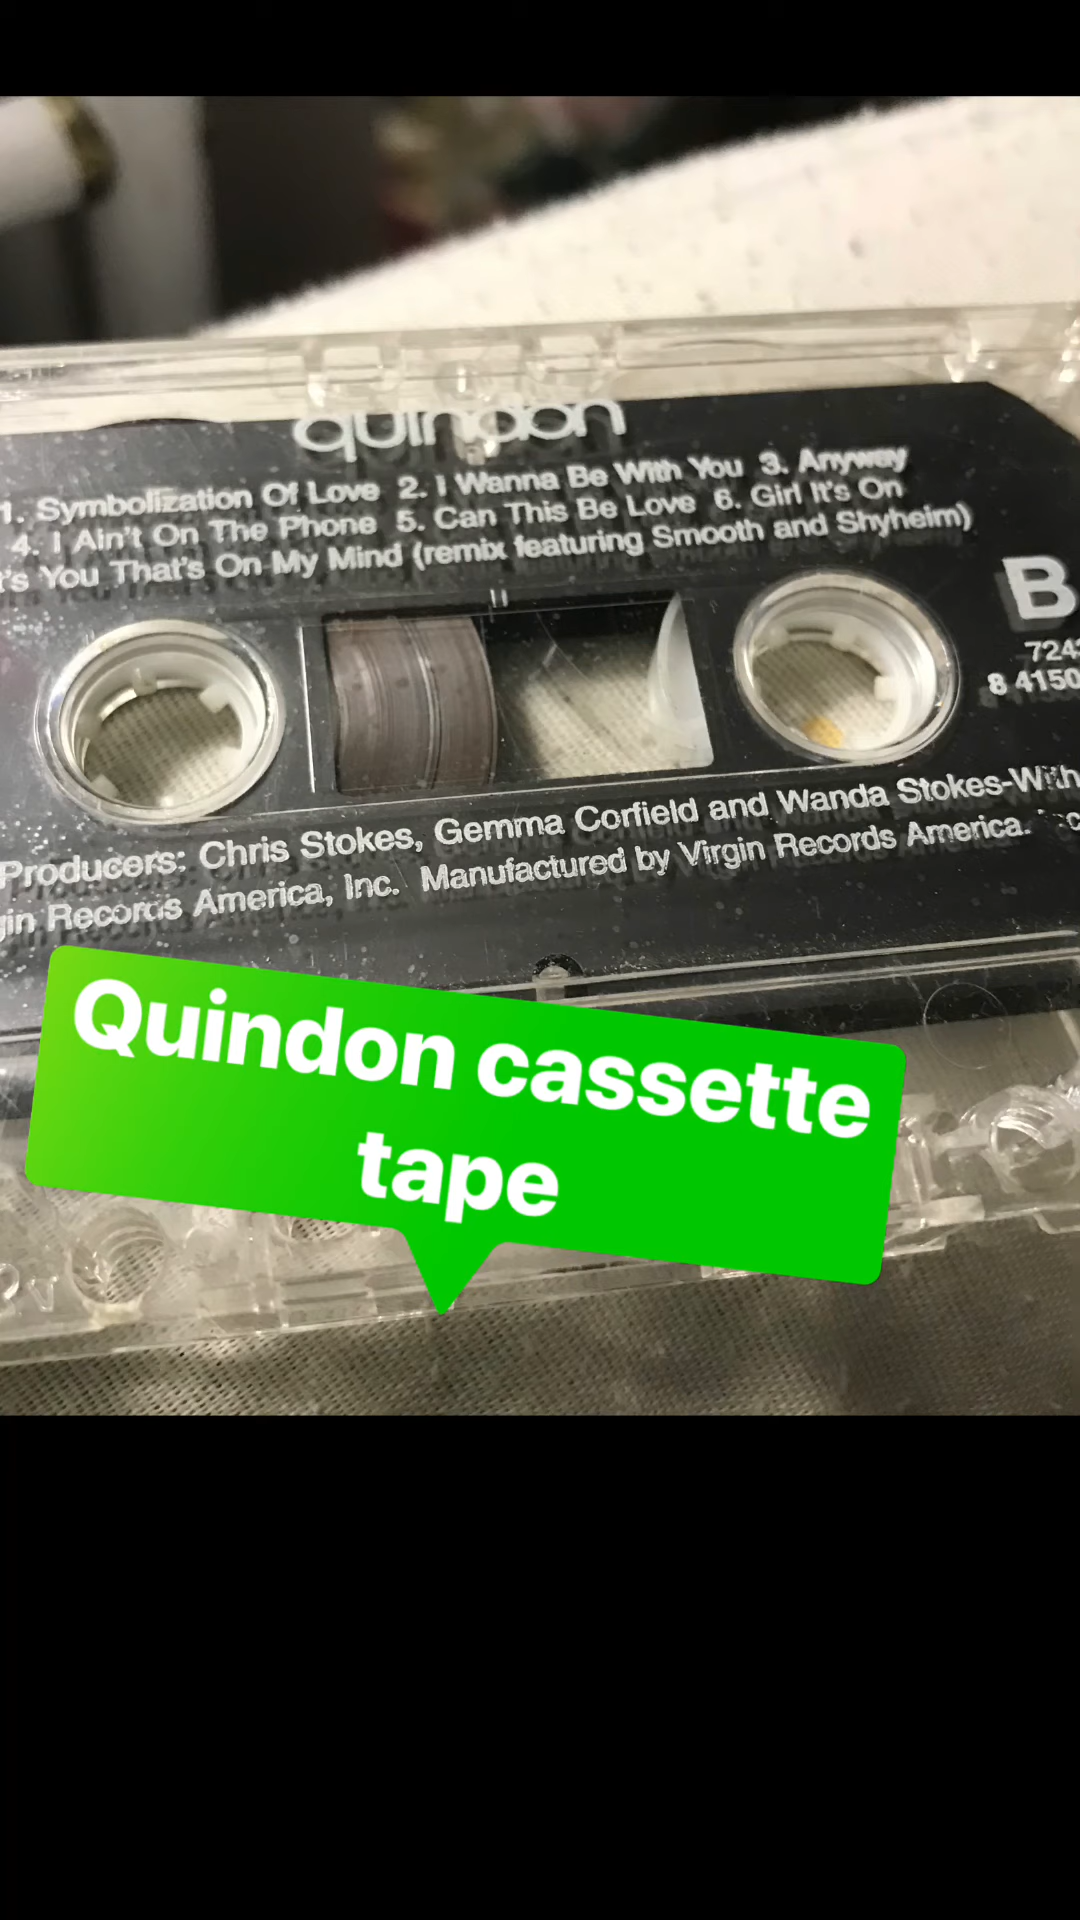 quindon
1. Symbolization Of Love 2. I Wanna Be With You 3. Anyway
4. I Ain't On The Phone 5. Can This Be Love 6. Girl It's On
's You That's On My Mind (remix featuring Smooth and Shyheim)
B
724
8 4150
Producers: Chris Stokes, Gemma Corfield and Wanda Stokes-With
gin Records America, Inc. Manufactured by Virgin Records America.
Quindon cassette
tape